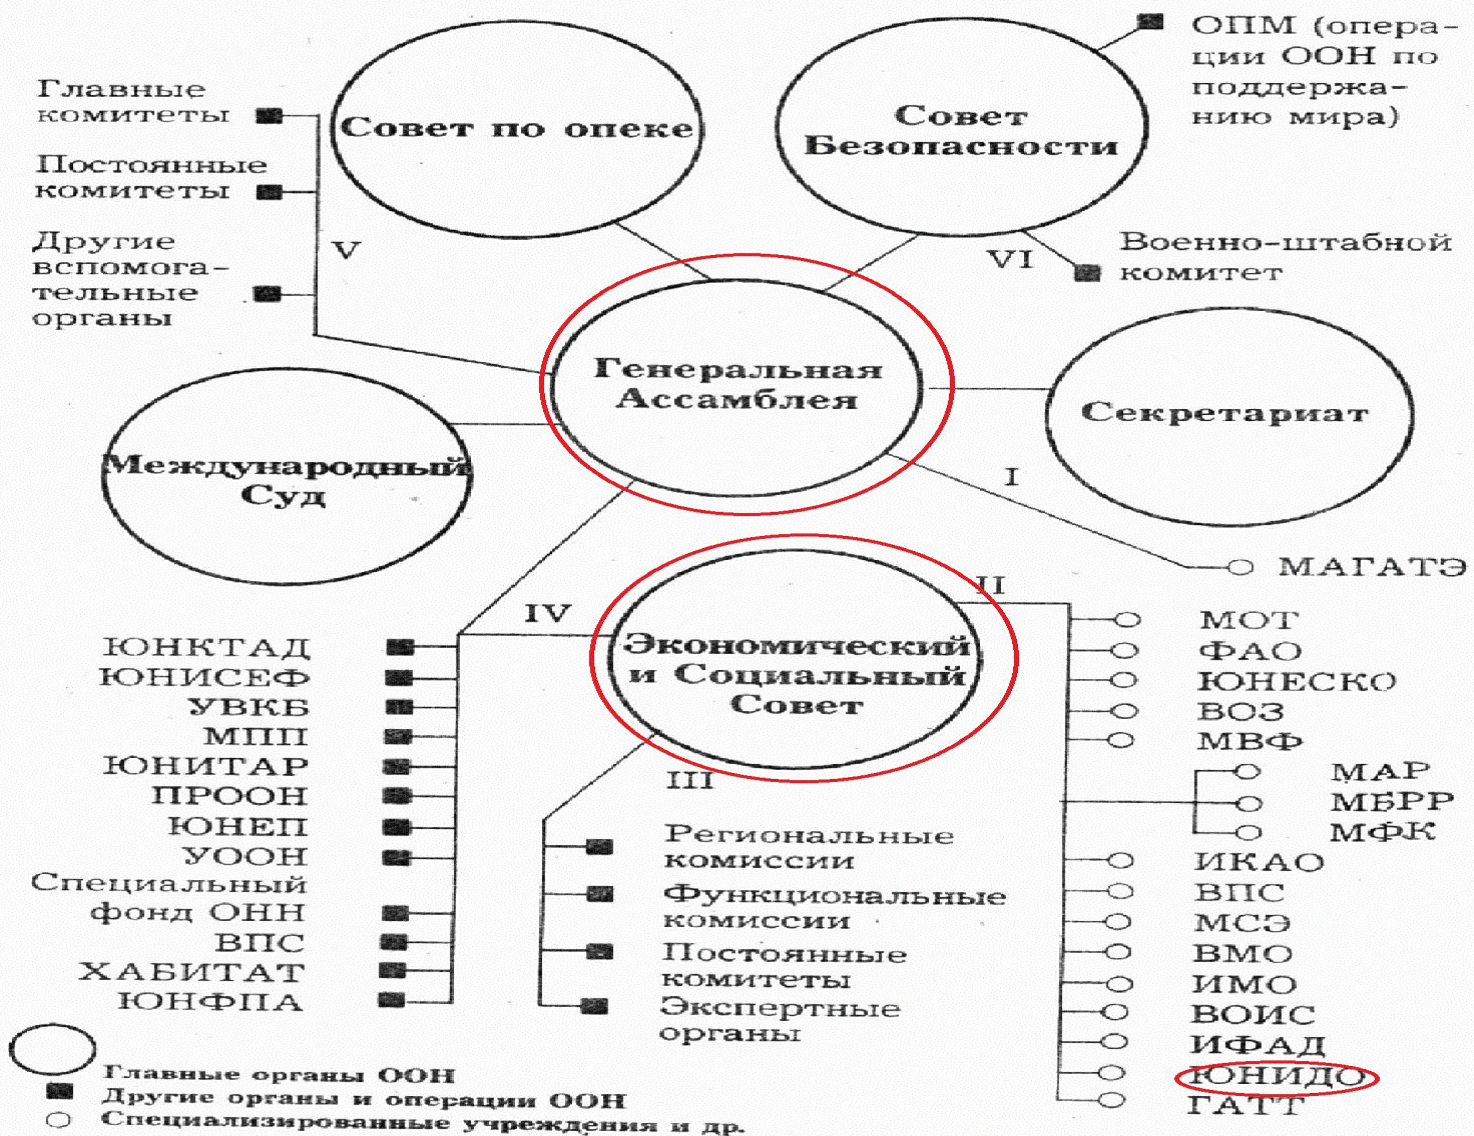 Главные
комитеты
Постоянные
комитеты
Другие
вспомога-
тельные
органы
V
Совет по опеке
Совет
Безопасности
ОПМ (опера-
ции ООН по
поддержа-
нию мира)
VI
Военно-штабной
комитет
Генеральная
Ассамблея
Секретариат
Международный
Суд
I
МАГАТЭ
IV
Экономический
и Социальный
Совет
II
III
ЮНКТАД
ЮНИСЕФ
УВКБ
МПП
ЮНИТАР
ПРООН
ЮНЕП
УООН
Специальный
фонд ОНН
ВПС
ХАБИТАТ
ЮНФПА
Региональные
комиссии
Функциональные
комиссии
Постоянные
комитеты
Экспертные
органы
МОТ
ФАО
ЮНЕСКО
ВОЗ
МВФ
МАР
МБРР
МФК
ИКАО
ВПС
МСЭ
ВМО
ИМО
ВОИС
ИФАД
ЮНИДО
ГАТТ
Главные органы ООН
Другие органы и операции ООН
Специализированные учреждения и др.